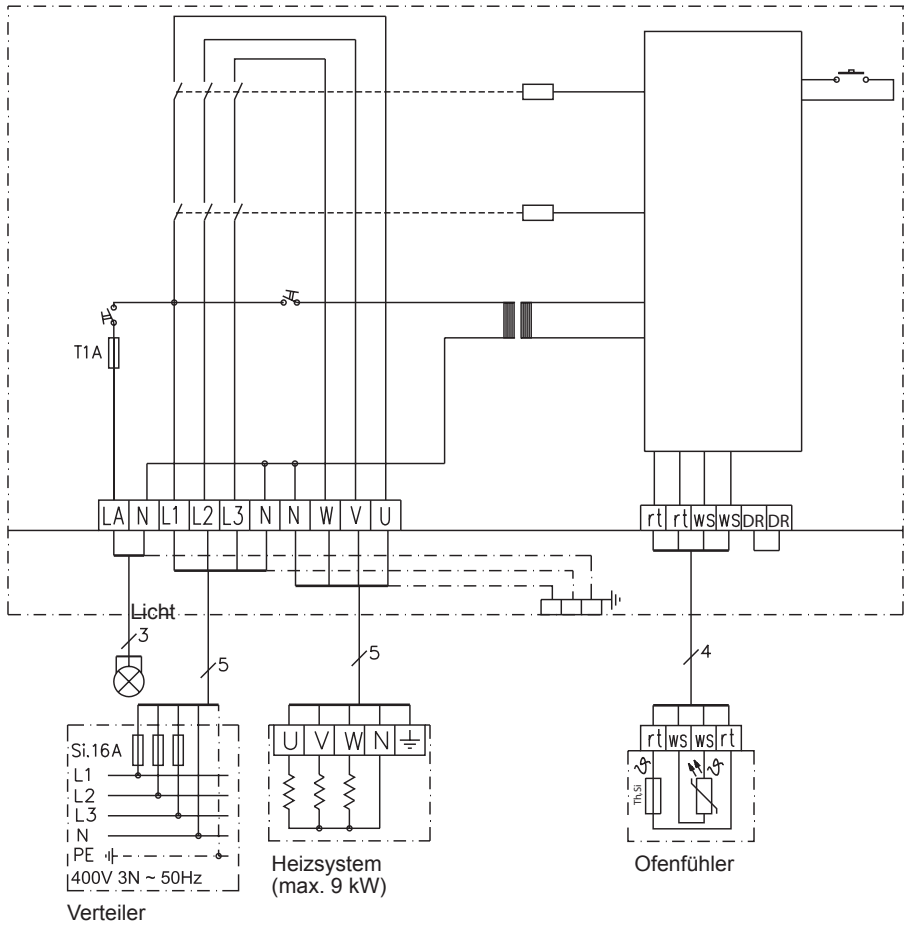 T1A
LA N L1 L2 L3 N N W V U
rt rt ws ws DR DR
Licht
3
5
5
4
Si.16A
L1
L2
L3
N
PE
400V 3N ~ 50Hz
Verteiler
U V W N
Heizsystem
(max. 9 kW)
rt ws ws rt
ϑ
ϑ
Th,Si
Ofenfühler